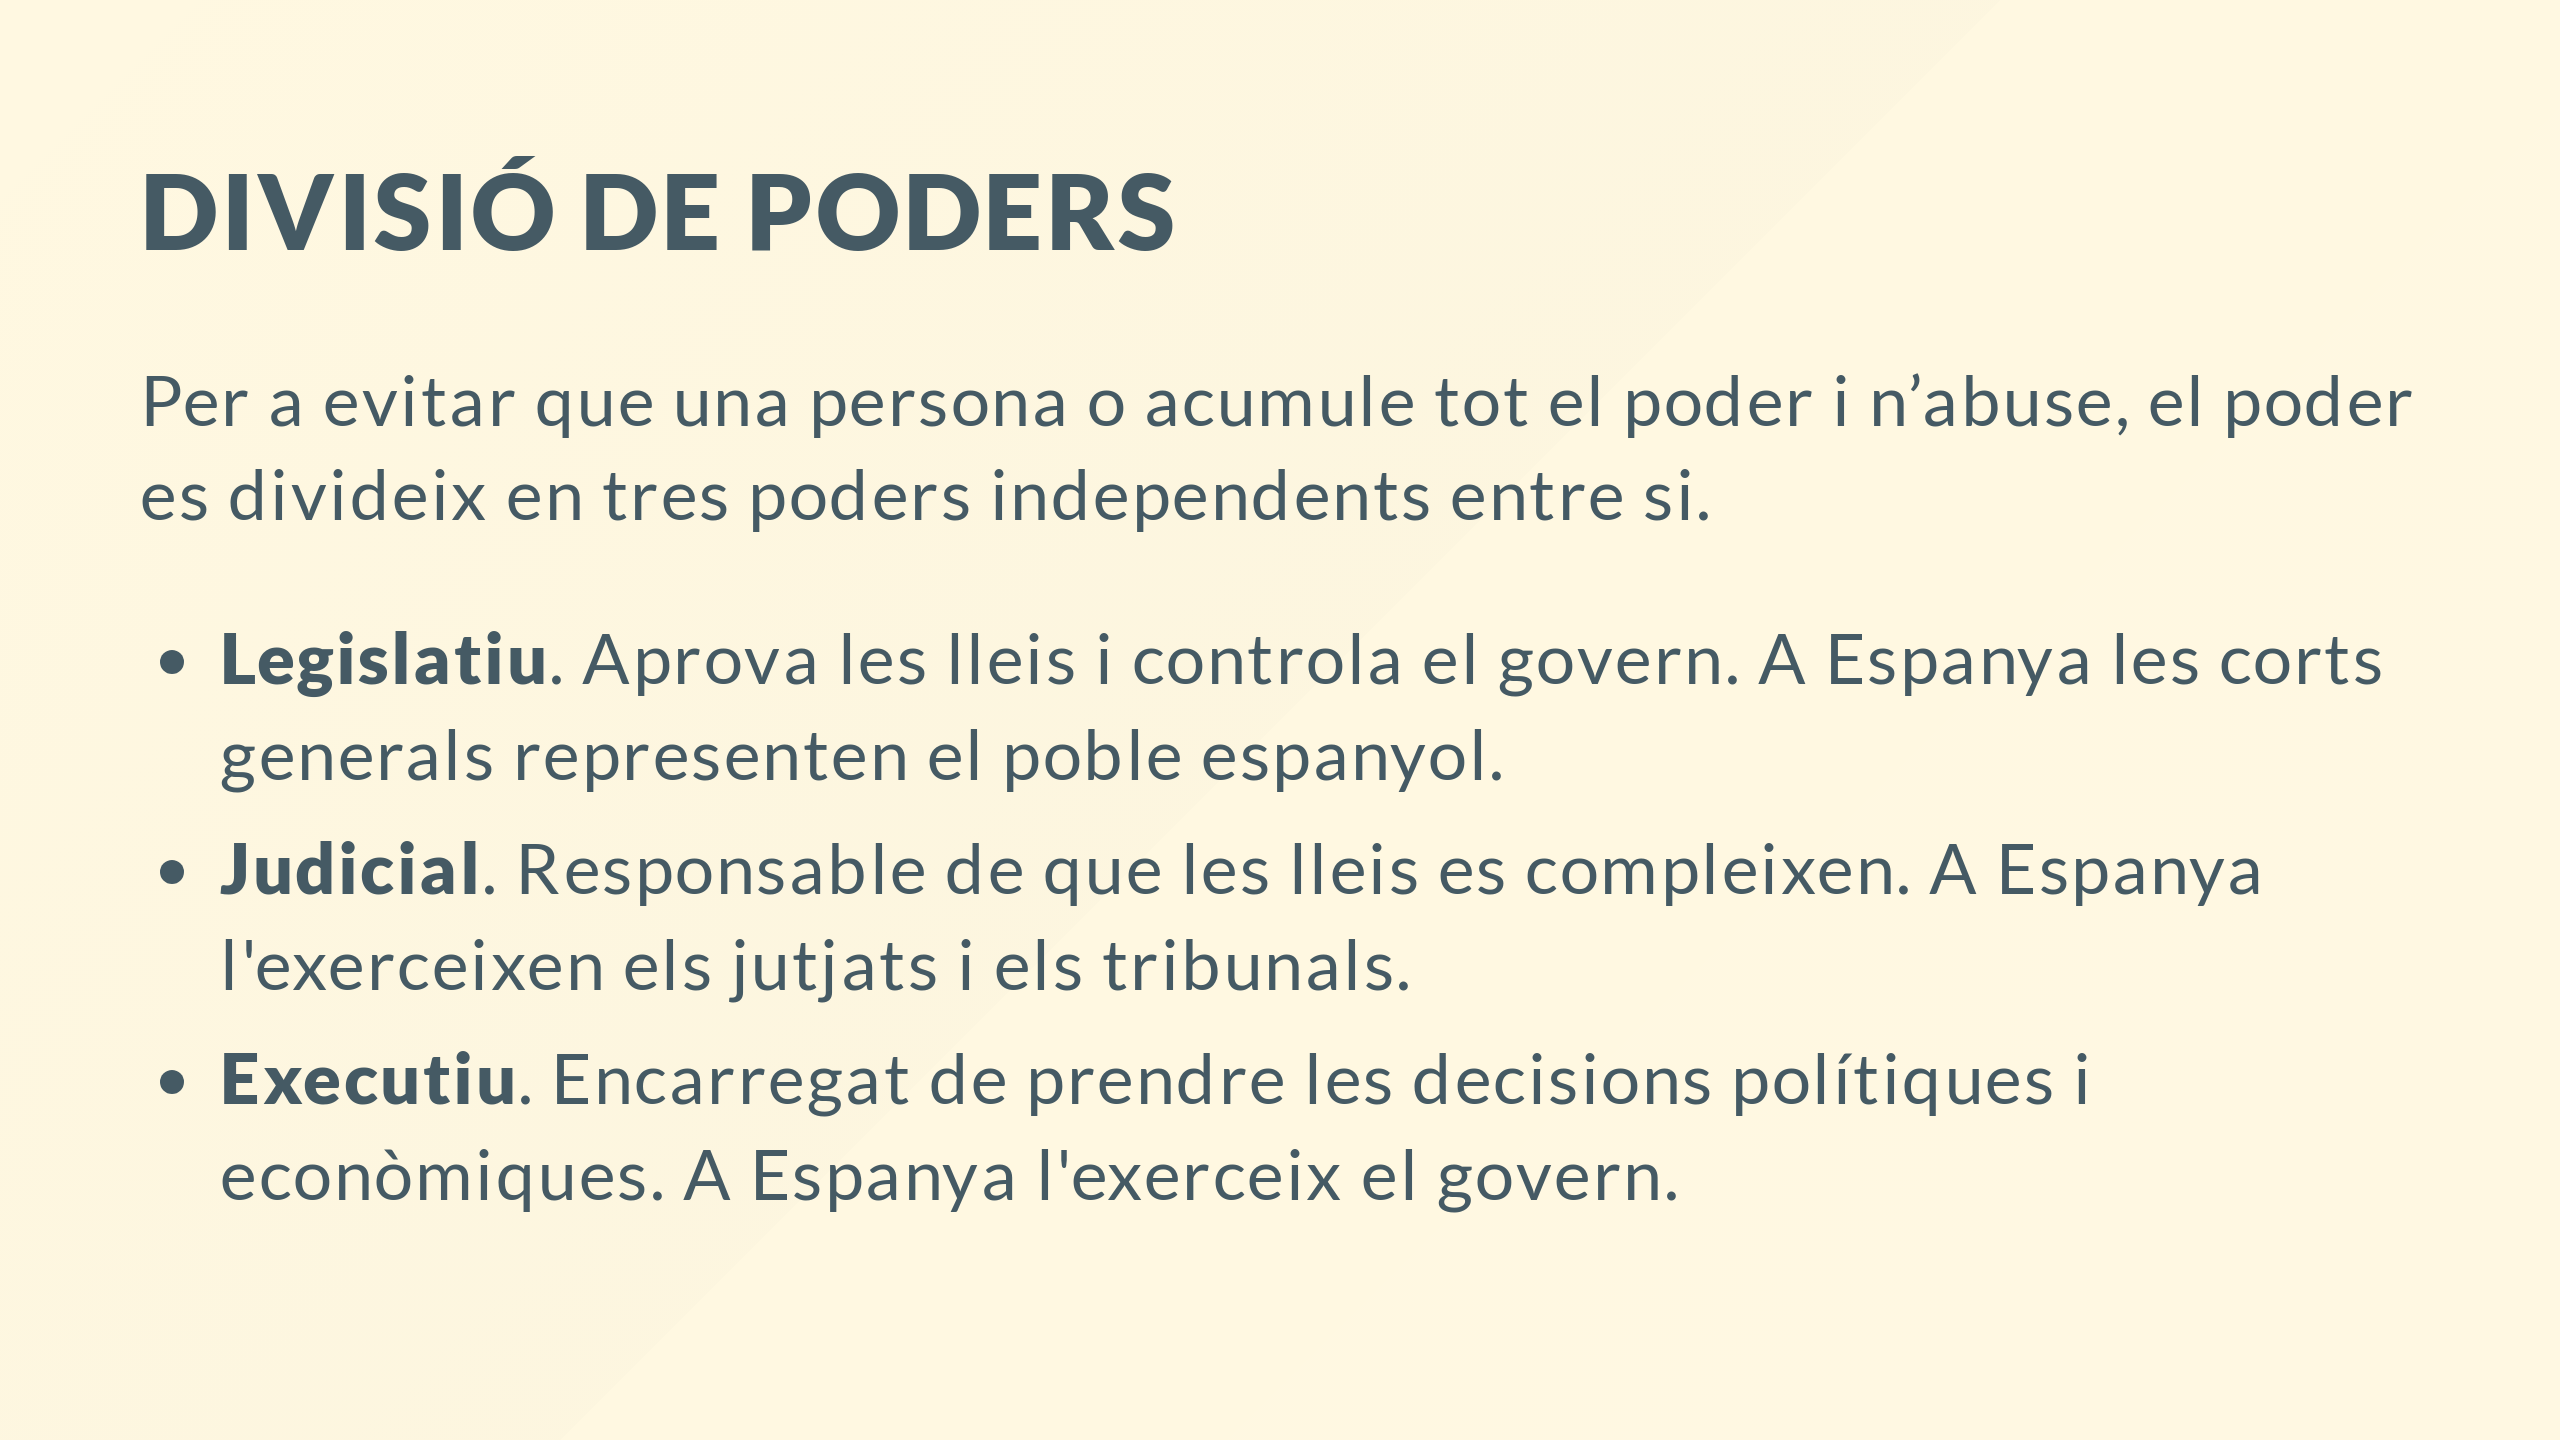 DIVISIÓ DE PODERS
Per a evitar que una persona o acumule tot el poder i n’abuse, el poder
es divideix en tres poders independents entre si.
• Legislatiu. Aprova les lleis i controla el govern. A Espanya les corts
generals representen el poble espanyol.
• Judicial. Responsable de que les lleis es compleixen. A Espanya
l'exerceixen els jutjats i els tribunals.
• Executiu. Encarregat de prendre les decisions polítiques i
econòmiques. A Espanya l'exerceix el govern.